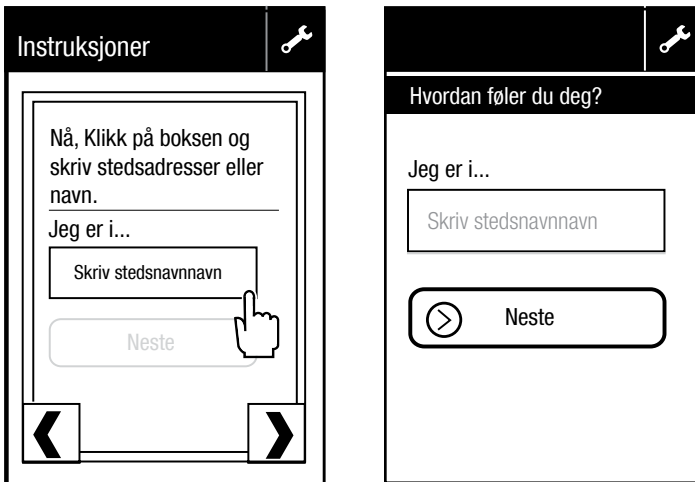 Instruksjoner
Nå, Klikk på boksen og
skriv stedsadresser eller
navn.
Jeg er i...
Skriv stedsnavnnavn
Neste
Hvordan føler du deg?
Jeg er i...
Skriv stedsnavnnavn
Neste